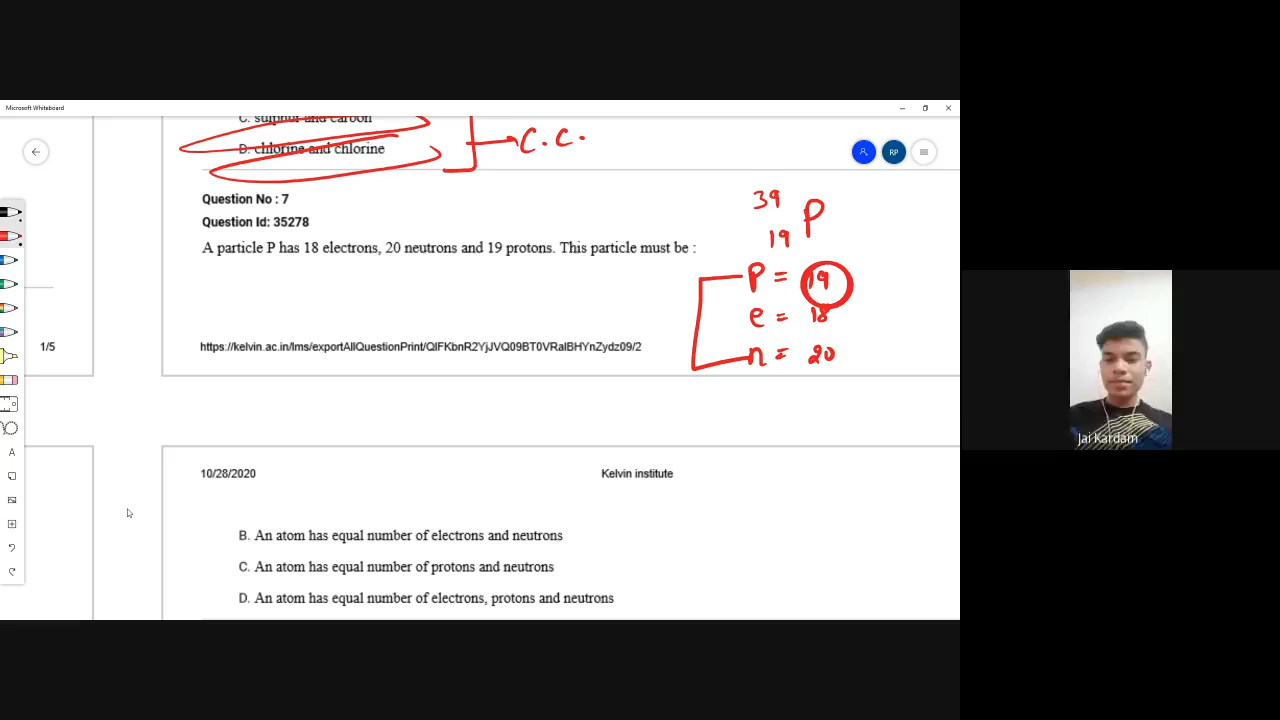 Microsoft Whiteboard
C. sulphur and carbon
D. chlorine and chlorine
C. C.
RP
Question No : 7
Question Id: 35278
A particle P has 18 electrons, 20 neutrons and 19 protons. This particle must be :
39
19 P
P = 19
e = 18
n = 20
1/5
https://kelvin.ac.in/lms/exportAllQuestionPrint/QlFKbnR2YjJVQ09BT0VRalBHYnZydz09/2
Jai Kardam
10/28/2020
Kelvin institute
B. An atom has equal number of electrons and neutrons
C. An atom has equal number of protons and neutrons
D. An atom has equal number of electrons, protons and neutrons
A